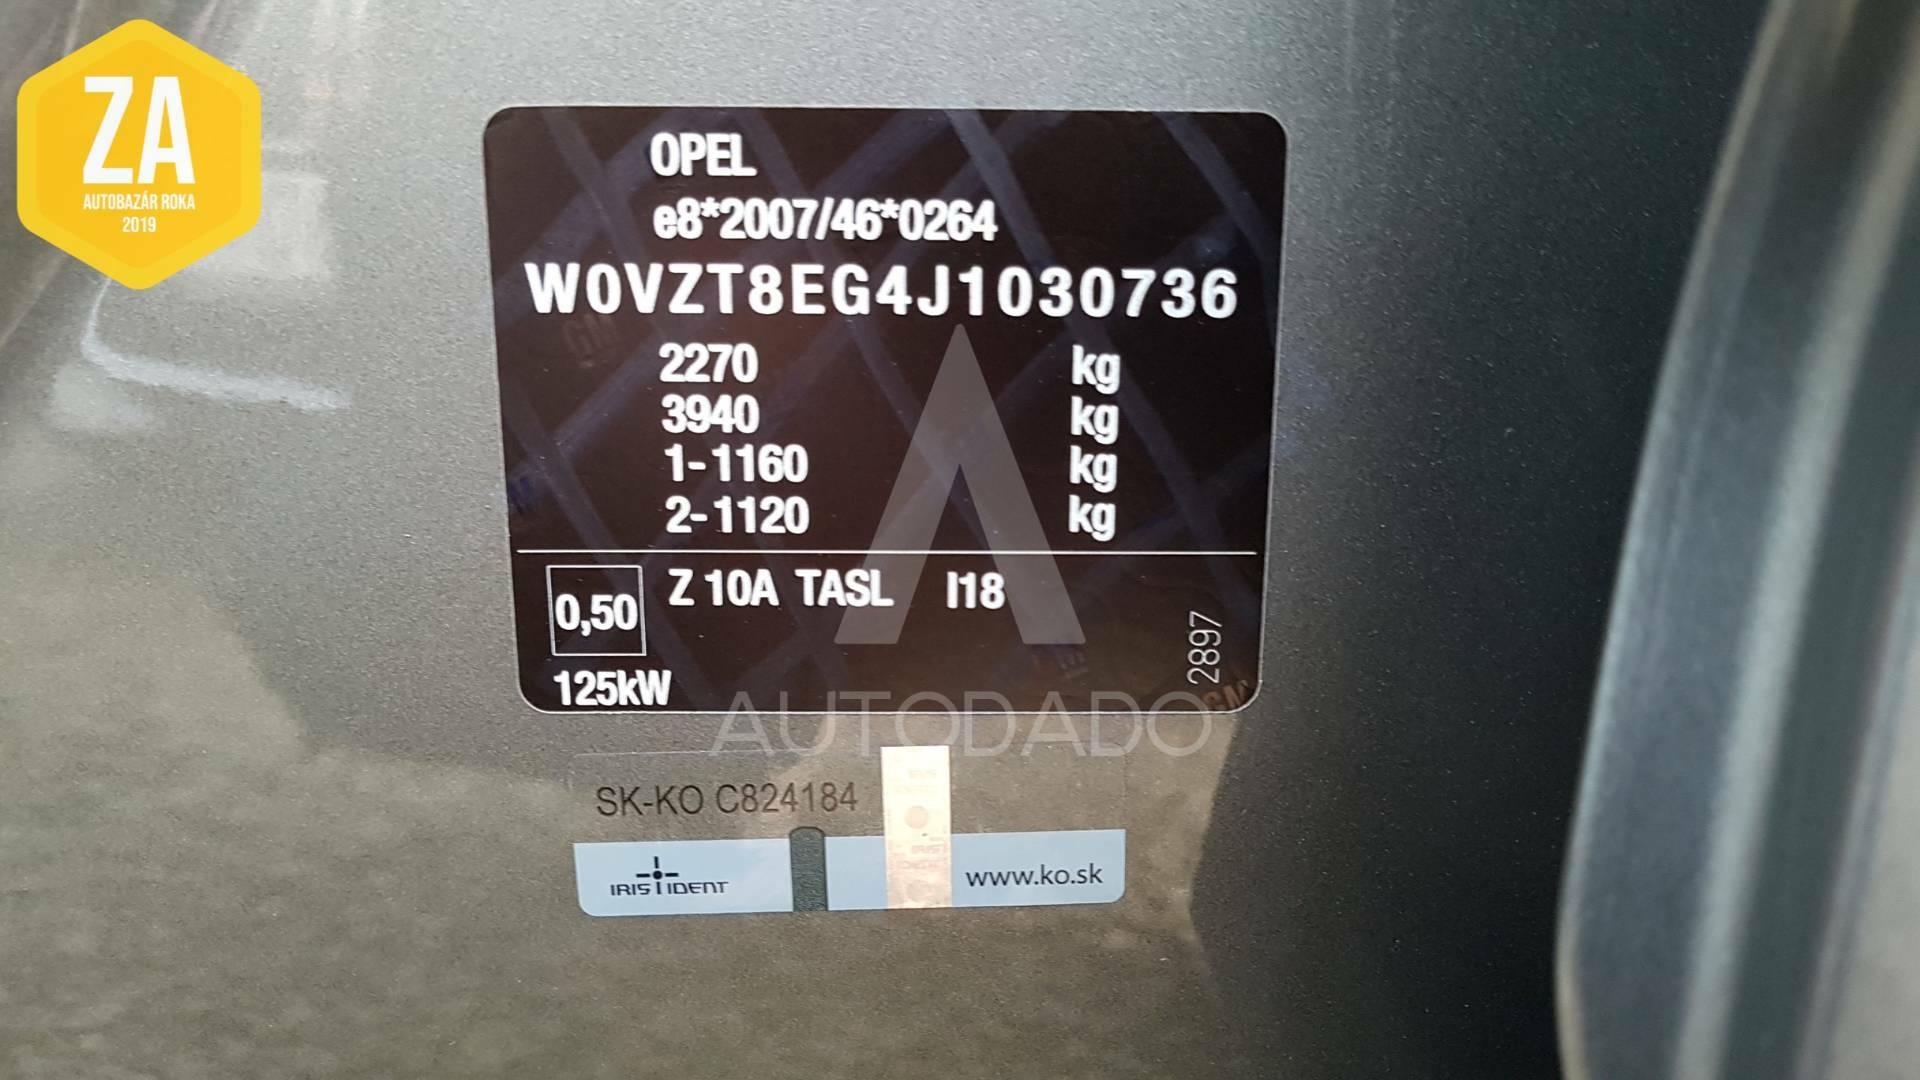 ZA
AUTOBAZÁR ROKA
2019
OPEL
e8*2007/46*0264
W0VZT8EG4J1030736
2270 kg
3940 kg
1-1160 kg
2-1120 kg
0,50 Z 10A TASL I18
125kW
2897
AUTODADO
SK-KO C824184
IRIS IDENT
www.ko.sk